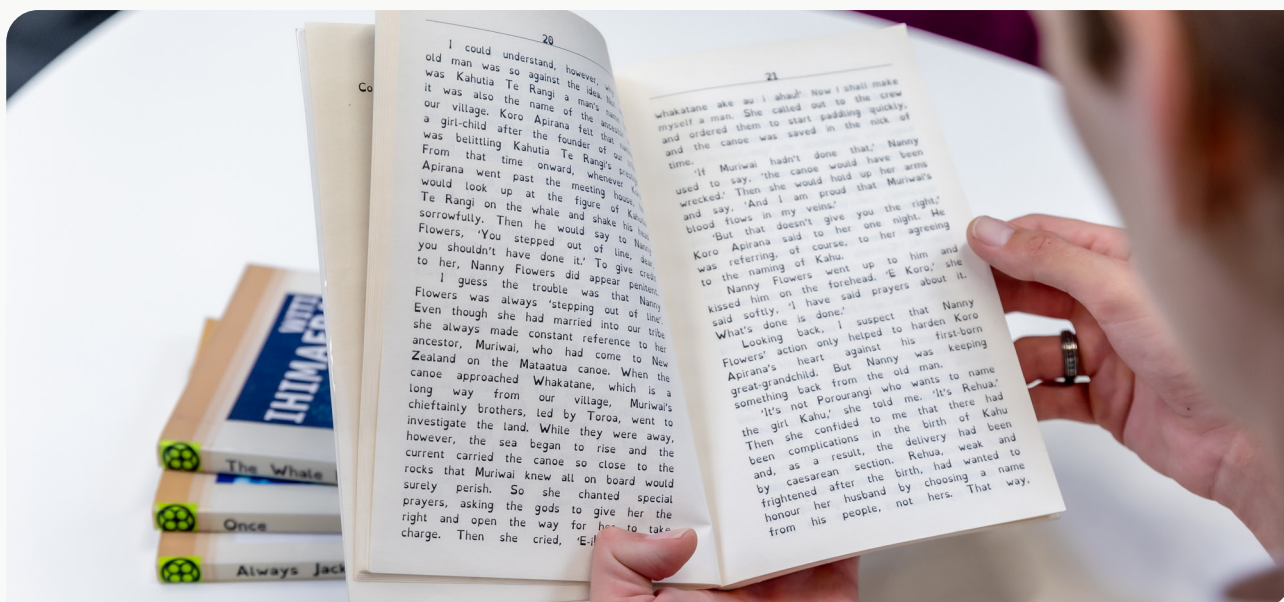 Co
20
I could understand, however,
old man was so against the idea.
was Kahutia Te Rangi a man's
it was also the name of the
our village. Koro Apirana felt that
a girl-child after the founder of our
was belittling Kahutia Te Rangi's
From that time onward, whenever
Apirana went past the meeting house,
would look up at the figure of
Te Rangi on the whale and shake his
sorrowfully. Then he would say to
Flowers, 'You stepped out of line,
you shouldn't have done it.' To give
to her, Nanny Flowers did appear penitent.
I guess the trouble was that Nanny
Flowers was always 'stepping out of line'.
Even though she had married into our tribe
she always made constant reference to her
ancestor, Muriwai, who had come to New
Zealand on the Mataatua canoe. When the
canoe approached Whakatane, which is a
long way from our village, Muriwai's
chieftainly brothers, led by Toroa, went to
investigate the land. While they were away,
however, the sea began to rise and the
current carried the canoe so close to the
rocks that Muriwai knew all on board would
surely perish. So she chanted special
prayers, asking the gods to give her the
right and open the way for her to take
charge. Then she cried,
21
whakatane ake au i ahau!' Now I shall make
myself a man. She called out to the crew
and ordered them to start paddling quickly,
and the canoe was saved in the nick of
time.
'If Muriwai hadn't done that,' Nanny
used to say, 'the canoe would have been
wrecked.' Then she would hold up her arms
and say, 'And I am proud that Muriwai's
blood flows in my veins.'
'But that doesn't give you the right,'
Koro Apirana said to her one night. He
was referring, of course, to her agreeing
to the naming of Kahu.
Nanny Flowers went up to him and
kissed him on the forehead. 'E Koro,' she
said softly, 'I have said prayers about it.
What's done is done.'
Looking back, I suspect that Nanny
Flowers' action only helped to harden Koro
Apirana's heart against his first-born
great-grandchild. But Nanny was keeping
something back from the old man.
'It's not Porourangi who wants to name
the girl Kahu,' she told me. 'It's Rehua.'
Then she confided to me that there had
been complications in the birth of Kahu
and, as a result, the delivery had been
by caesarean section. Rehua, weak and
frightened after the birth, had wanted to
honour her husband by choosing a name
from his people, not hers. That way,
WITI
IHIMAERA
The Whale
Once
Always Jack